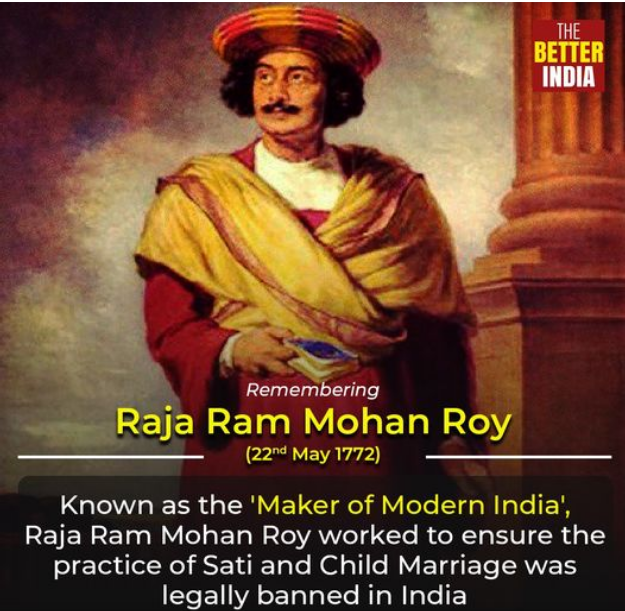 THE
BETTER
INDIA
Remembering
Raja Ram Mohan Roy
(22nd May 1772)
Known as the 'Maker of Modern India',
Raja Ram Mohan Roy worked to ensure the
practice of Sati and Child Marriage was
legally banned in India